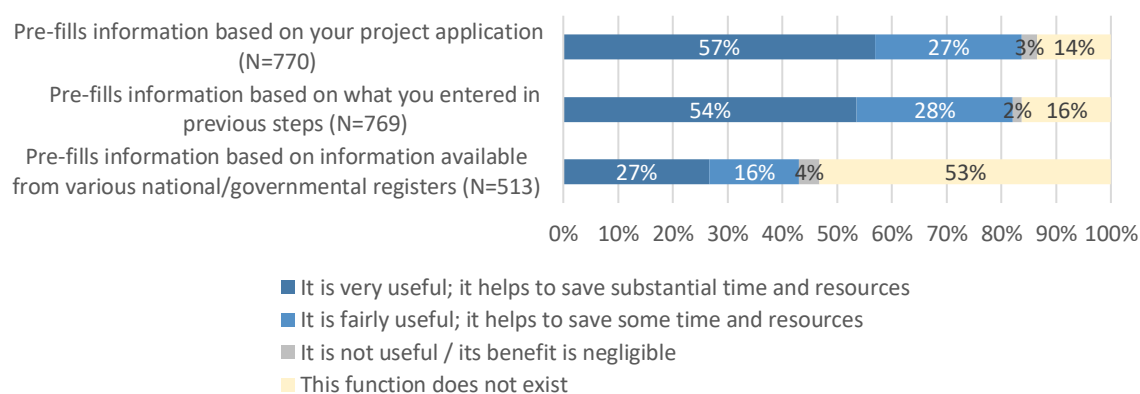 Pre-fills information based on your project application
(N=770)
57% 27% 3% 14%
Pre-fills information based on what you entered in
previous steps (N=769)
54% 28% 2% 16%
Pre-fills information based on information available
from various national/governmental registers (N=513)
27% 16% 4% 53%
0% 10% 20% 30% 40% 50% 60% 70% 80% 90% 100%
It is very useful; it helps to save substantial time and resources
It is fairly useful; it helps to save some time and resources
It is not useful / its benefit is negligible
This function does not exist